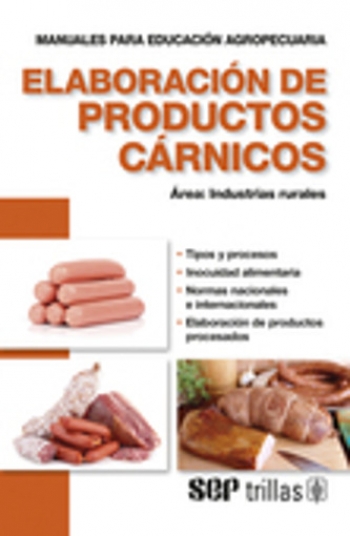 MANUALES PARA EDUCACIÓN AGROPECUARIA
ELABORACIÓN DE
PRODUCTOS
CÁRNICOS
Área: Industrias rurales
• Tipos y procesos
• Inocuidad alimentaria
• Normas nacionales
e internacionales
• Elaboración de productos
procesados
SEP trillas